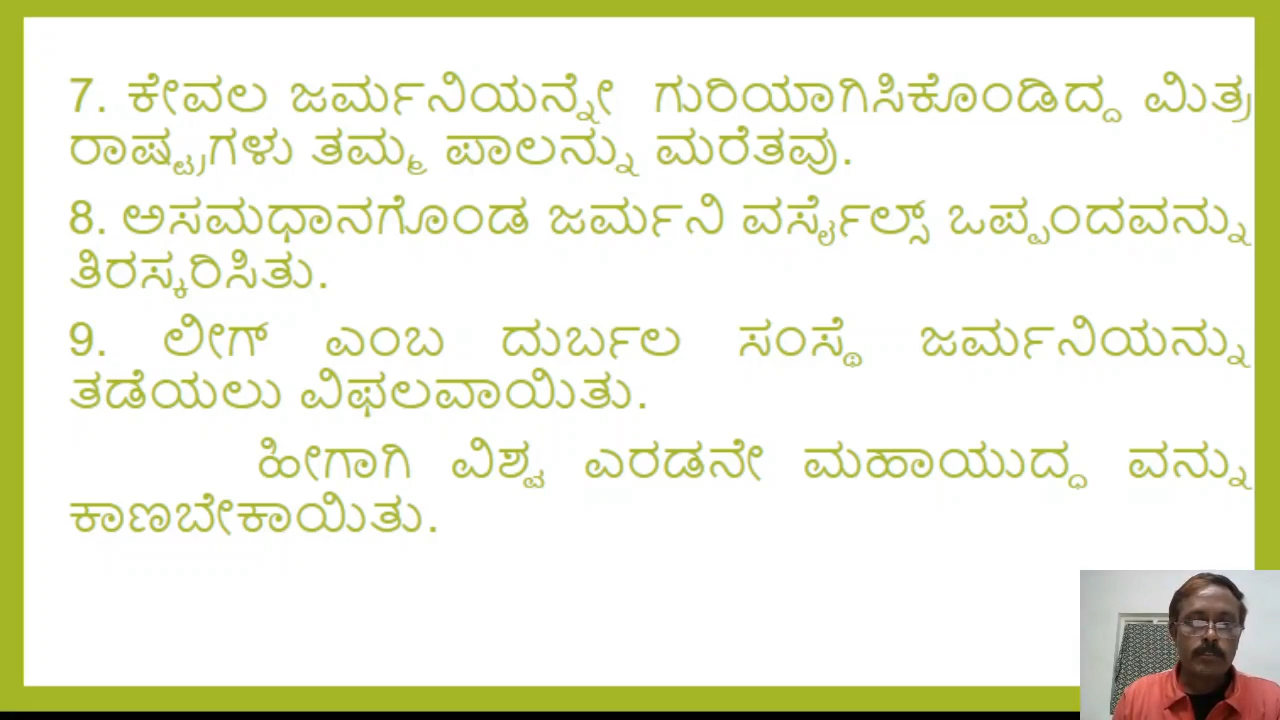 7. ಕೇವಲ ಜರ್ಮನಿಯನ್ನೇ ಗುರಿಯಾಗಿಸಿಕೊಂಡಿದ್ದ ಮಿತ್ರ
ರಾಷ್ಟ್ರಗಳು ತಮ್ಮ ಪಾಲನ್ನು ಮರೆತವು.
8. ಅಸಮಧಾನಗೊಂಡ ಜರ್ಮನಿ ವರ್ಸೈಲ್ಸ್ ಒಪ್ಪಂದವನ್ನು
ತಿರಸ್ಕರಿಸಿತು.
9. ಲೀಗ್ ಎಂಬ ದುರ್ಬಲ ಸಂಸ್ಥೆ ಜರ್ಮನಿಯನ್ನು
ತಡೆಯಲು ವಿಫಲವಾಯಿತು.
ಹೀಗಾಗಿ ವಿಶ್ವ ಎರಡನೇ ಮಹಾಯುದ್ಧ ವನ್ನು
ಕಾಣಬೇಕಾಯಿತು.